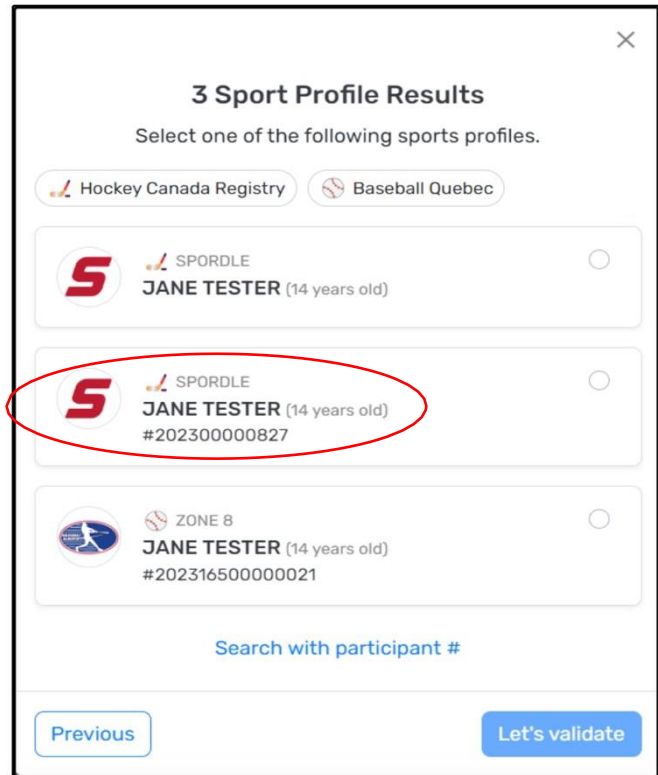 3 Sport Profile Results
Select one of the following sports profiles.
Hockey Canada Registry
Baseball Quebec
S
SPORDLE
JANE TESTER (14 years old)
S
SPORDLE
JANE TESTER (14 years old)
#202300000827
ZONE 8
JANE TESTER (14 years old)
#202316500000021
Search with participant #
Previous
Let's validate